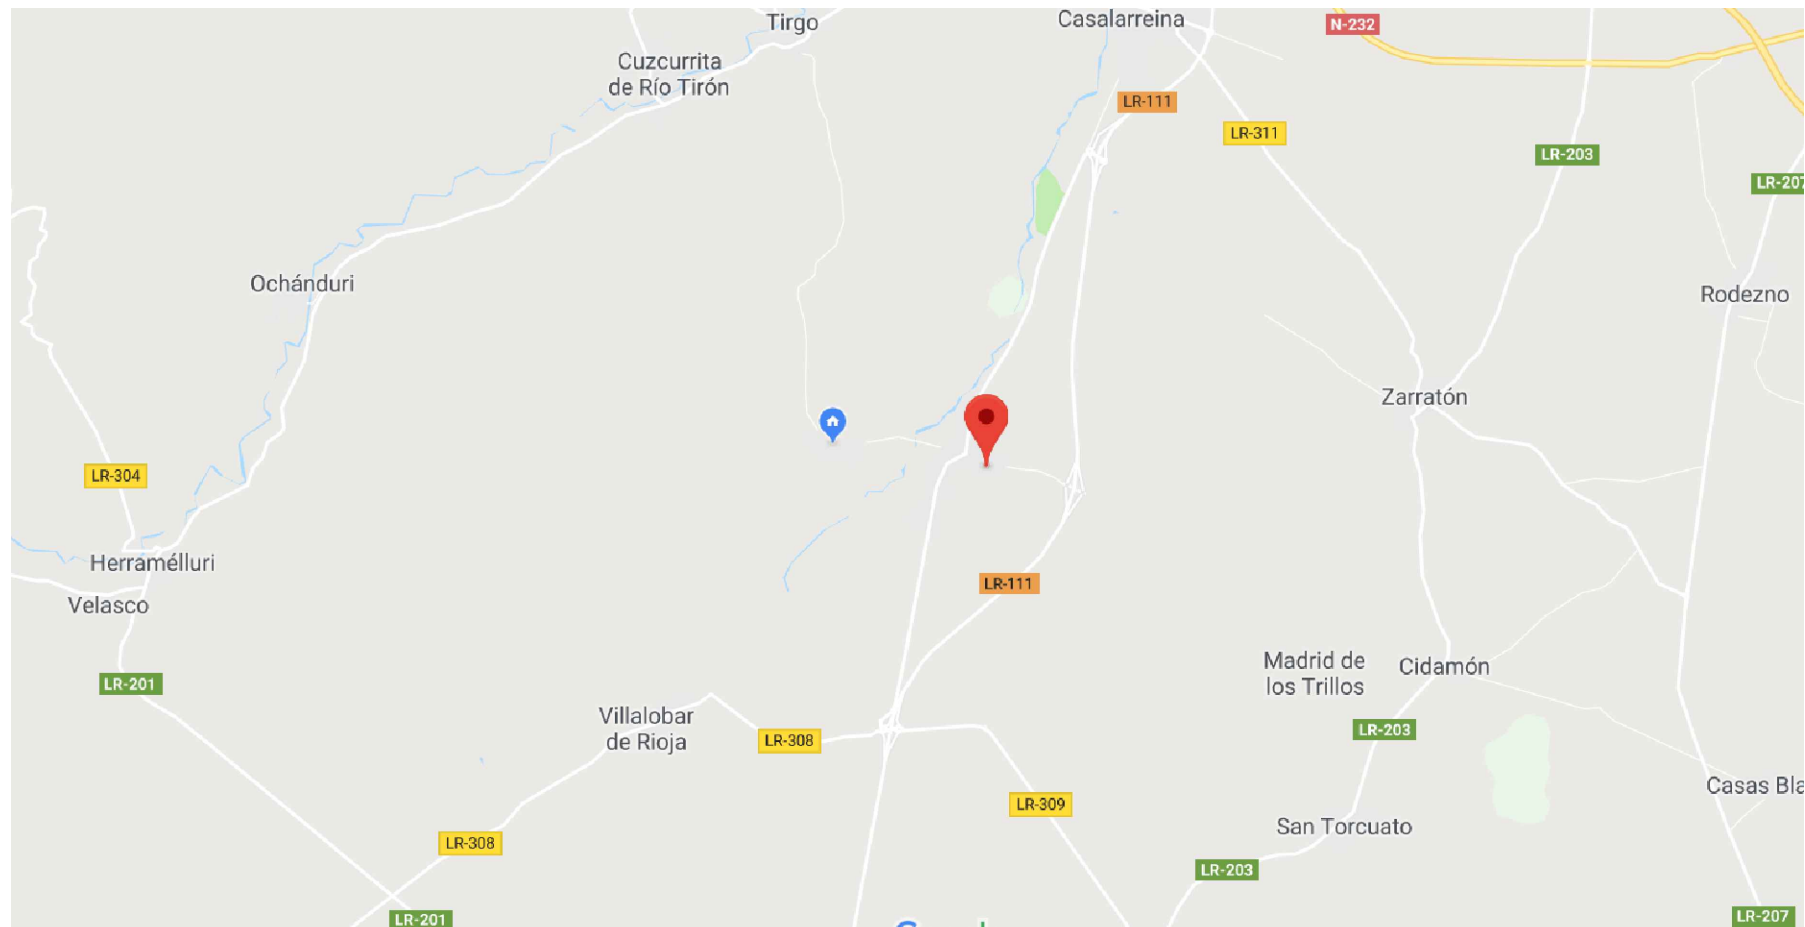 Tirgo
Casalarreina
N-232
Cuzcurrita
de Río Tirón
LR-111
LR-311
LR-203
LR-207
Ochánduri
Rodezno
Zarratón
LR-304
Herramélluri
LR-111
Velasco
Madrid de
los Trillos
Cidamón
LR-201
Villalobar
de Rioja
LR-308
LR-203
Casas Bla
LR-309
San Torcuato
LR-308
LR-203
LR-201
LR-207